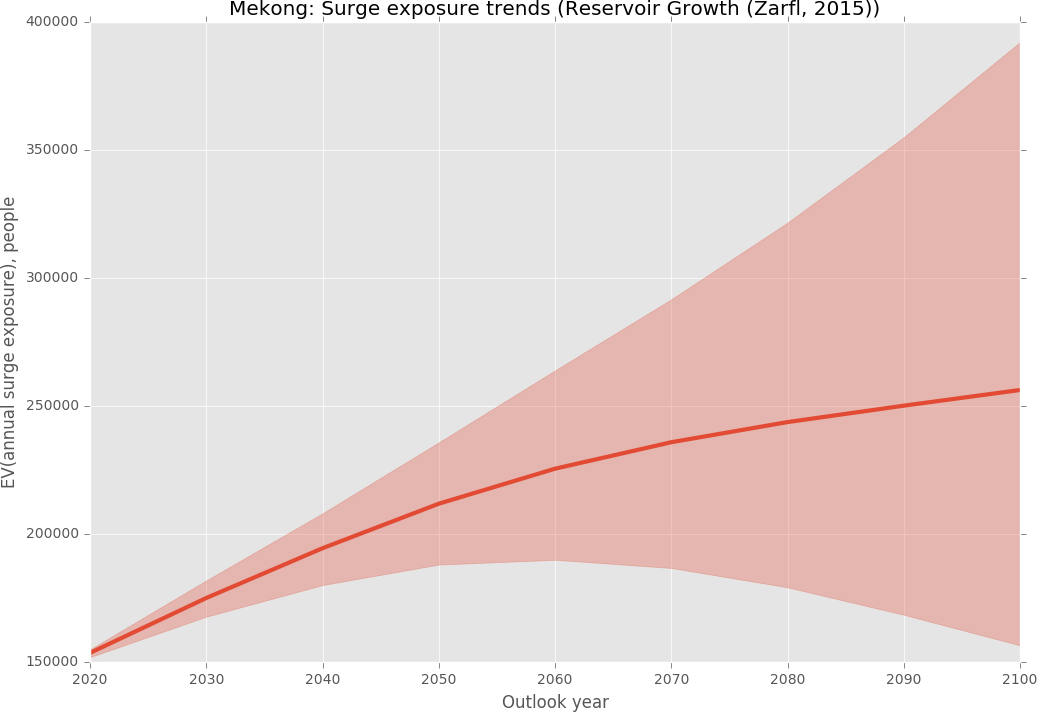 Mekong: Surge exposure trends (Reservoir Growth (Zarfl, 2015))
400000
350000
300000
250000
200000
150000
EV(annual surge exposure), people
2020 2030 2040 2050 2060 2070 2080 2090 2100
Outlook year